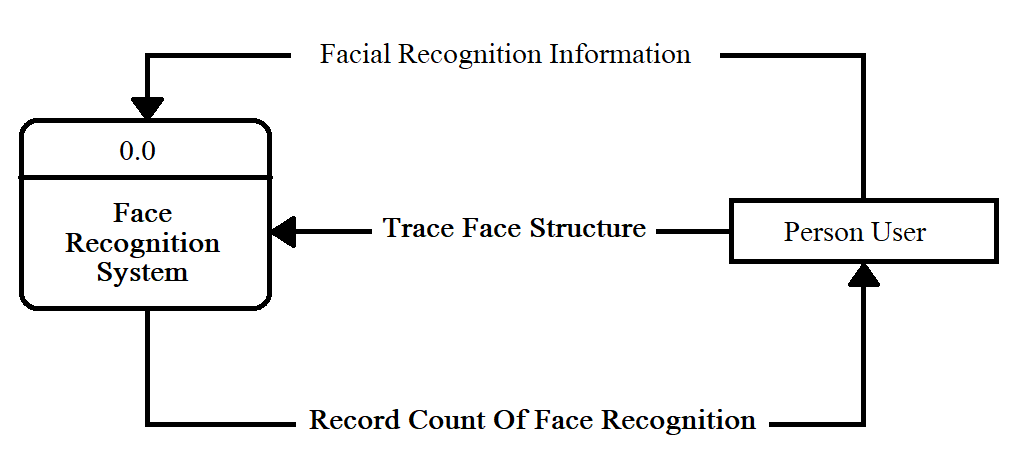 Facial Recognition Information
0.0
Face
Recognition
System
Trace Face Structure
Person User
Record Count Of Face Recognition